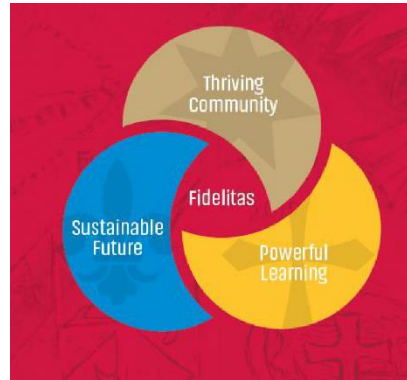 Thriving
Community
Fidelitas
Sustainable
Future
Powerful
Learning